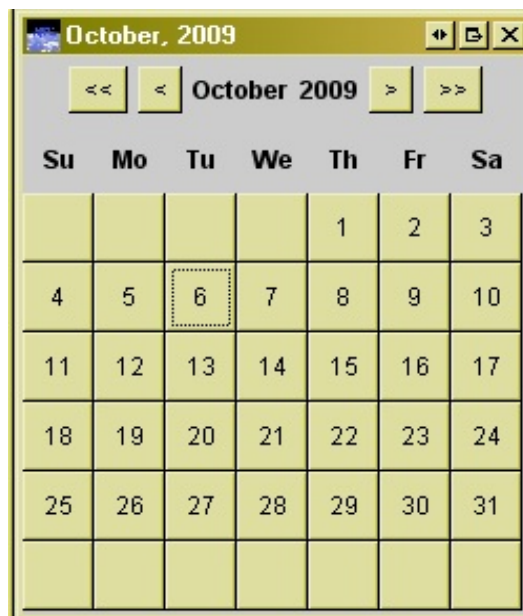 October, 2009
<< < October 2009 > >>
Su Mo Tu We Th Fr Sa
1 2 3
4 5 6 7 8 9 10
11 12 13 14 15 16 17
18 19 20 21 22 23 24
25 26 27 28 29 30 31